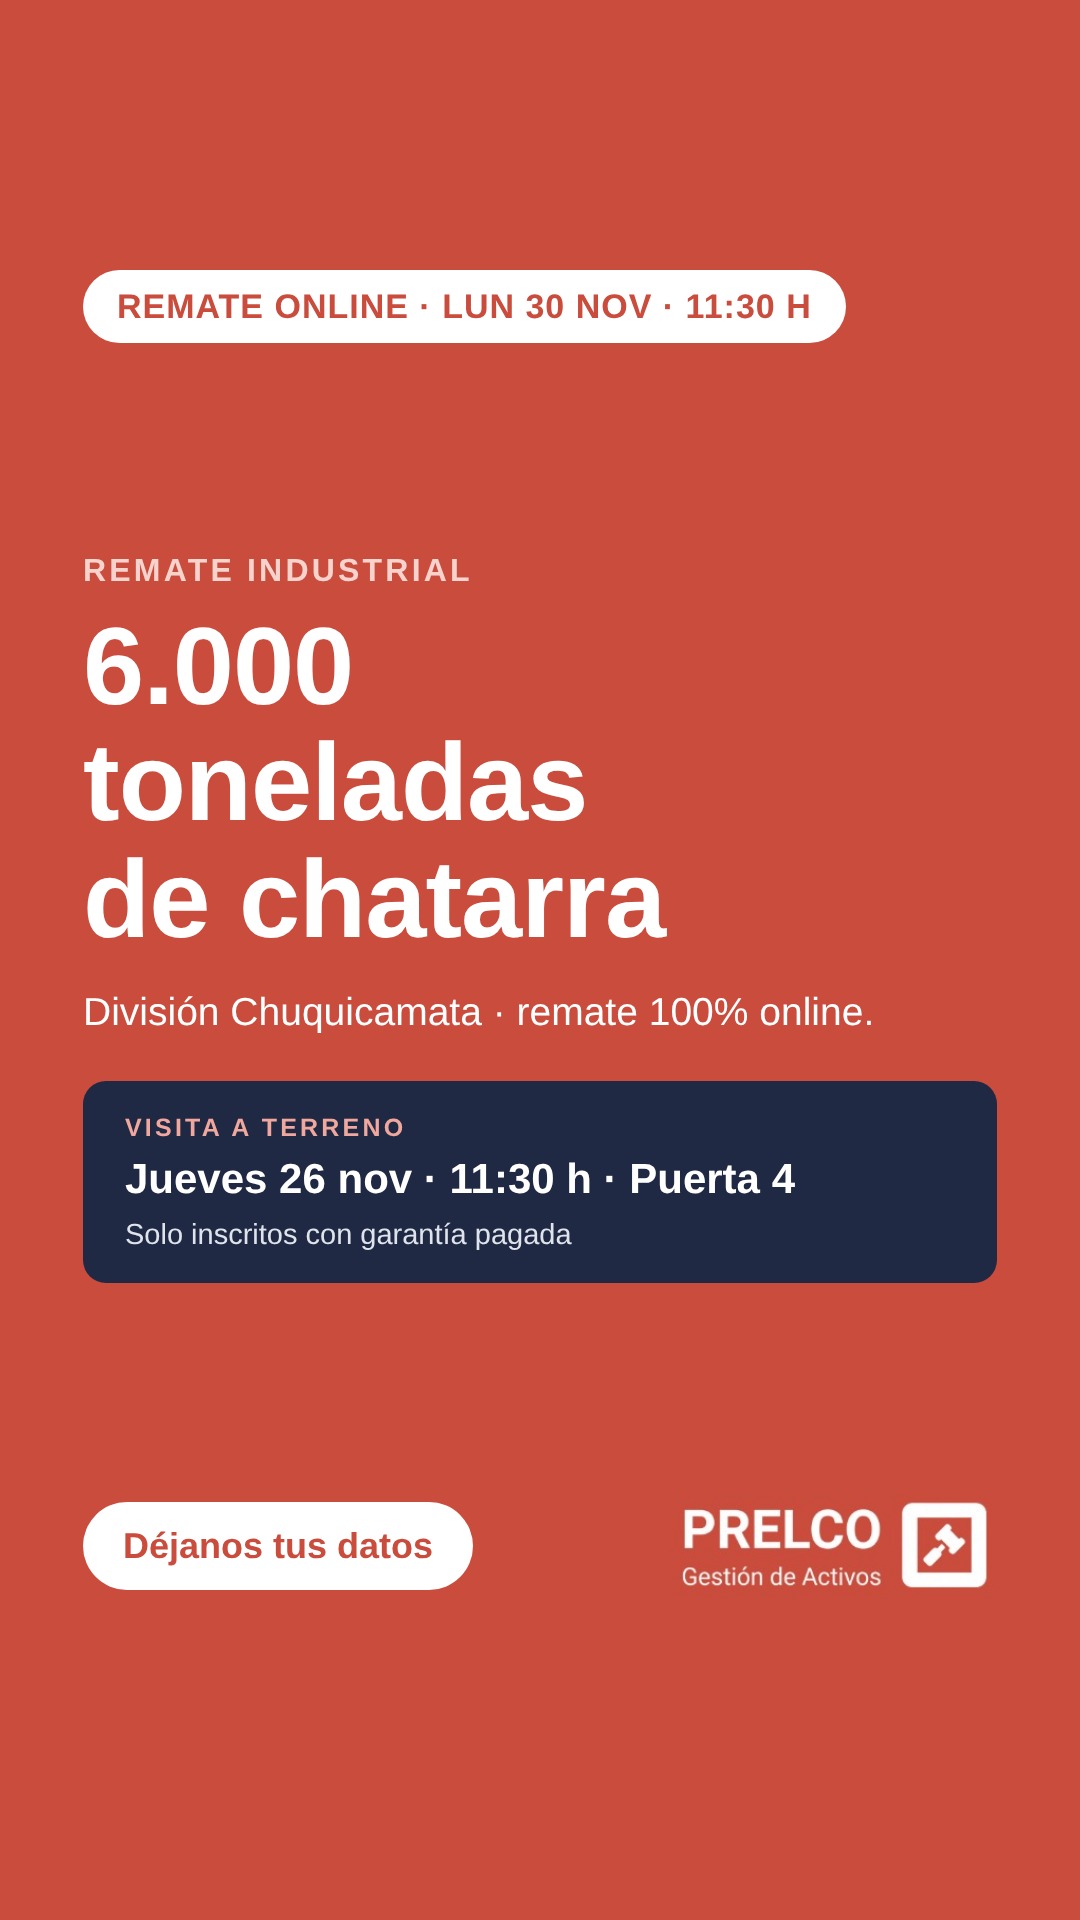 REMATE ONLINE · LUN 30 NOV · 11:30 H
REMATE INDUSTRIAL
6.000
toneladas
de chatarra
División Chuquicamata · remate 100% online.
VISITA A TERRENO
Jueves 26 nov · 11:30 h · Puerta 4
Solo inscritos con garantía pagada
Déjanos tus datos
PRELCO
Gestión de Activos